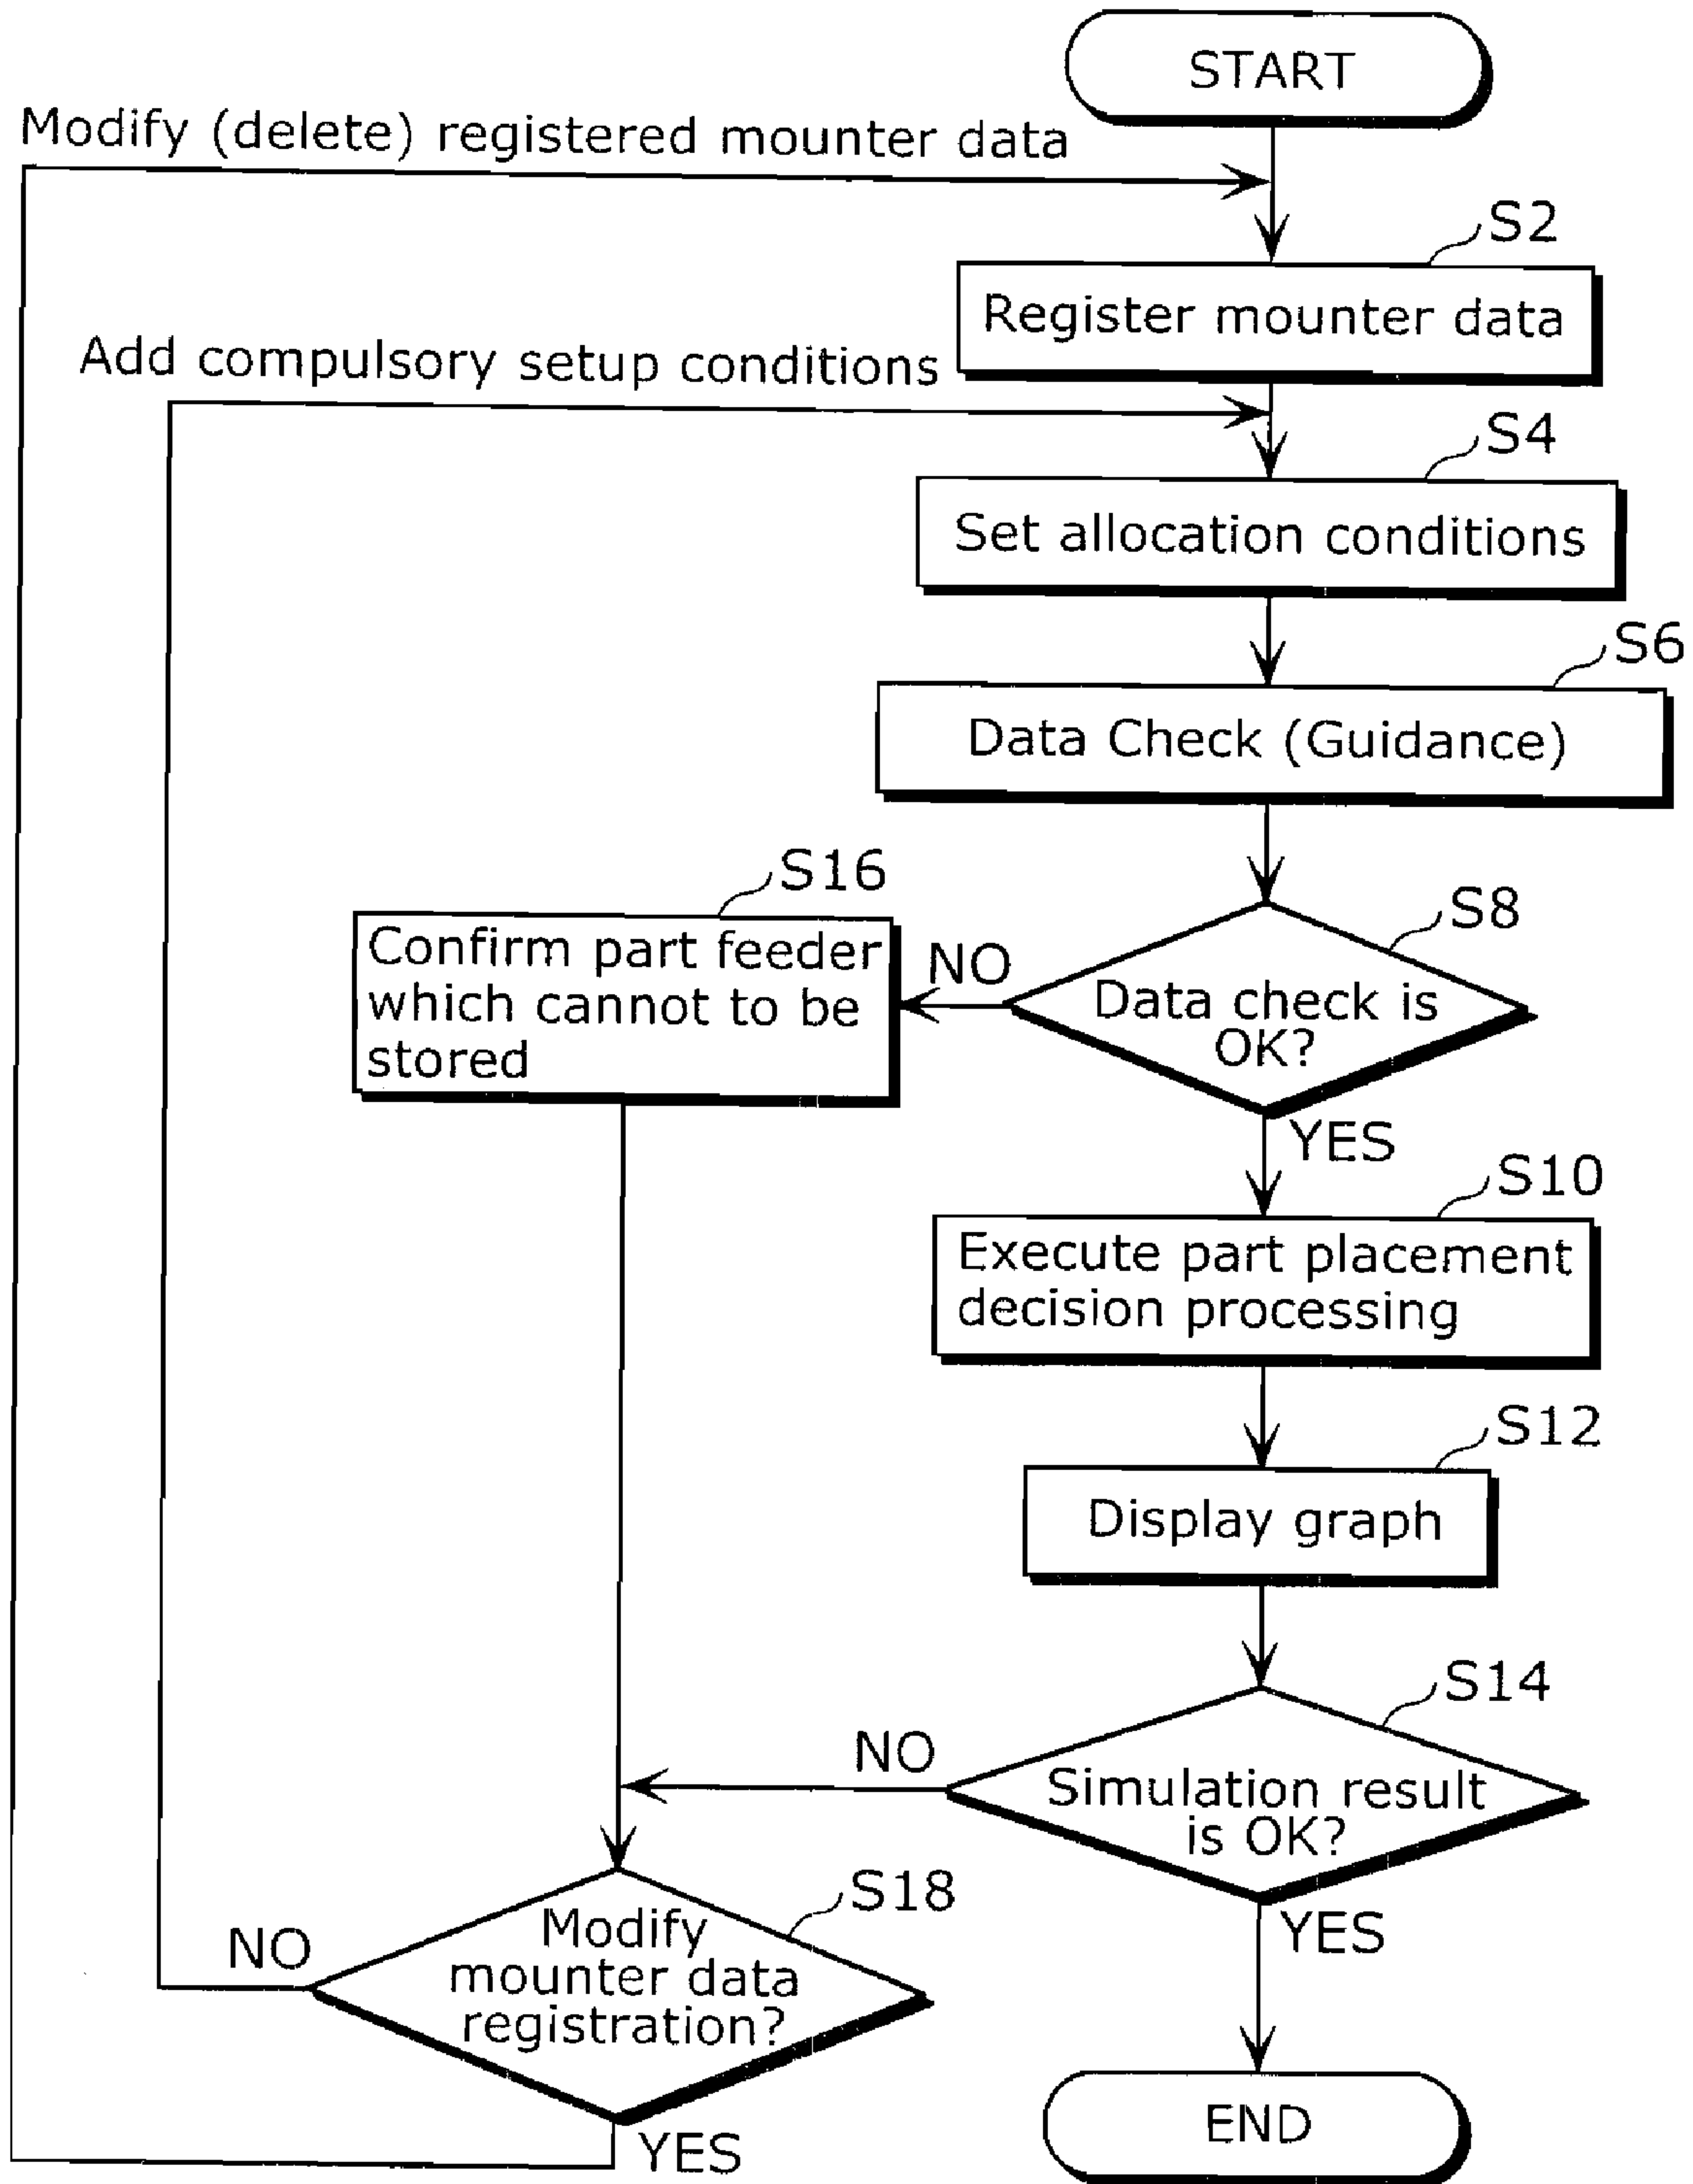 START
Modify (delete) registered mounter data
S2
Register mounter data
Add compulsory setup conditions
S4
Set allocation conditions
S6
Data Check (Guidance)
S16
Confirm part feeder
which cannot to be
stored
NO
S8
Data check is
OK?
YES
S10
Execute part placement
decision processing
S12
Display graph
S14
NO
Simulation result
is OK?
YES
S18
NO
Modify
mounter data
registration?
YES
END